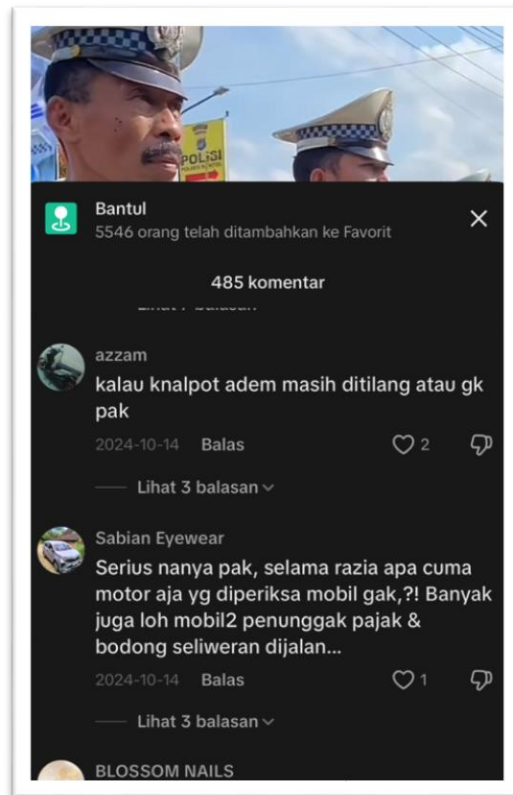 POLISI
Bantul
5546 orang telah ditambahkan ke Favorit
485 komentar
azzam
kalau knalpot adem masih ditilang atau gk
pak
2024-10-14 Balas 2
Lihat 3 balasan
Sabian Eyewear
Serius nanya pak, selama razia apa cuma
motor aja yg diperiksa mobil gak,?! Banyak
juga loh mobil2 penunggak pajak &
bodong seliweran dijalan...
2024-10-14 Balas 1
Lihat 3 balasan
BLOSSOM NAILS